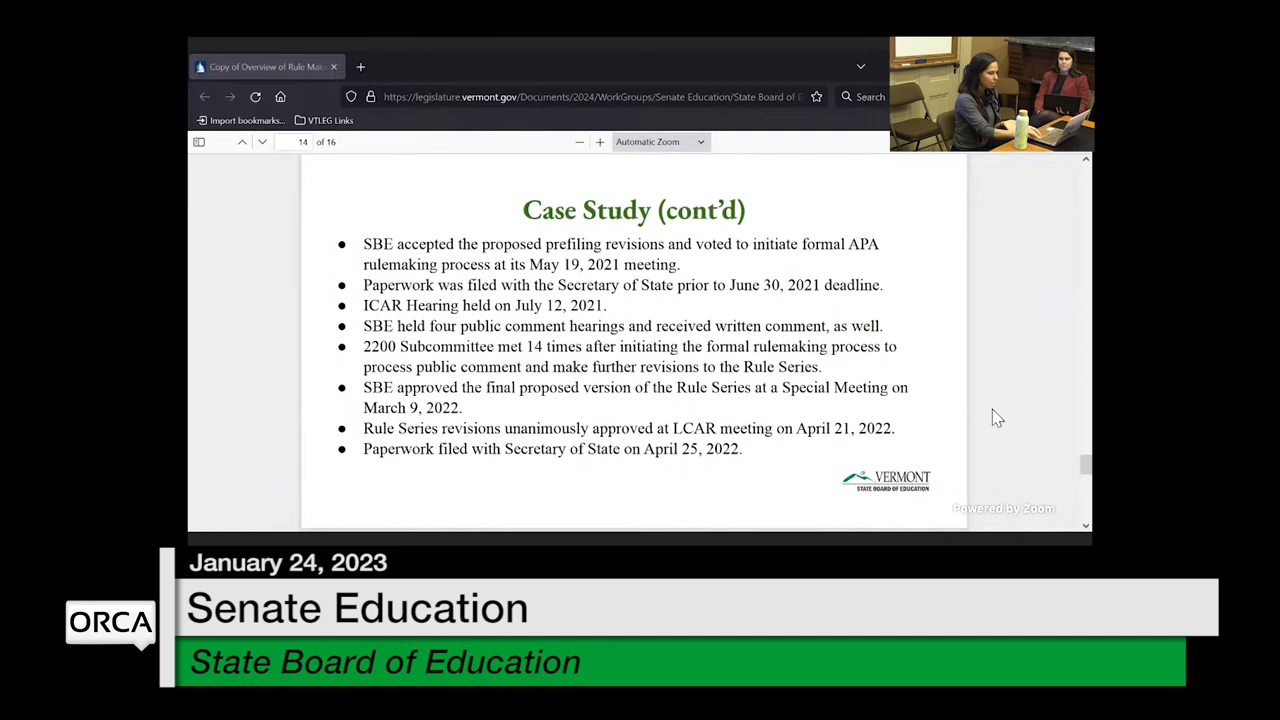 Copy of Overview of Rule Mak
https://legislature.vermont.gov/Documents/2024/WorkGroups/Senate Education/State Board of E
Search
Import bookmarks...
VTLEG Links
14 of 16
Automatic Zoom
Case Study (cont’d)
● SBE accepted the proposed prefiling revisions and voted to initiate formal APA
rulemaking process at its May 19, 2021 meeting.
● Paperwork was filed with the Secretary of State prior to June 30, 2021 deadline.
● ICAR Hearing held on July 12, 2021.
● SBE held four public comment hearings and received written comment, as well.
● 2200 Subcommittee met 14 times after initiating the formal rulemaking process to
process public comment and make further revisions to the Rule Series.
● SBE approved the final proposed version of the Rule Series at a Special Meeting on
March 9, 2022.
● Rule Series revisions unanimously approved at LCAR meeting on April 21, 2022.
● Paperwork filed with Secretary of State on April 25, 2022.
VERMONT
STATE BOARD OF EDUCATION
Powered by Zoom
January 24, 2023
ORCA
Senate Education
State Board of Education